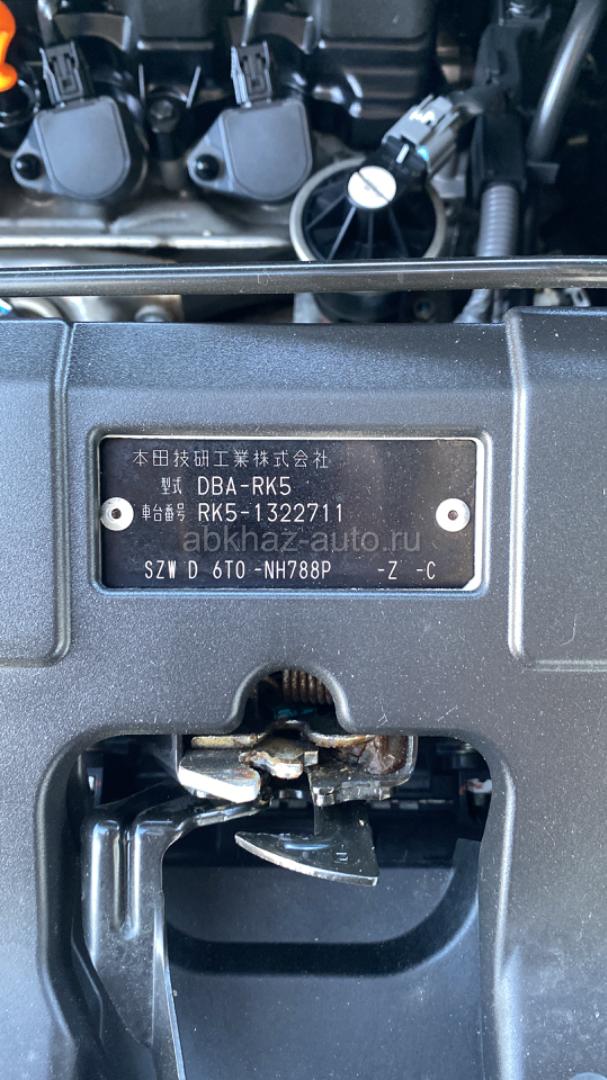 本田技研工業株式会社
型式 DBA-RK5
車台番号 RK5-1322711
abkhaz-auto.ru
SZW D 6T0 -NH788P -Z -C